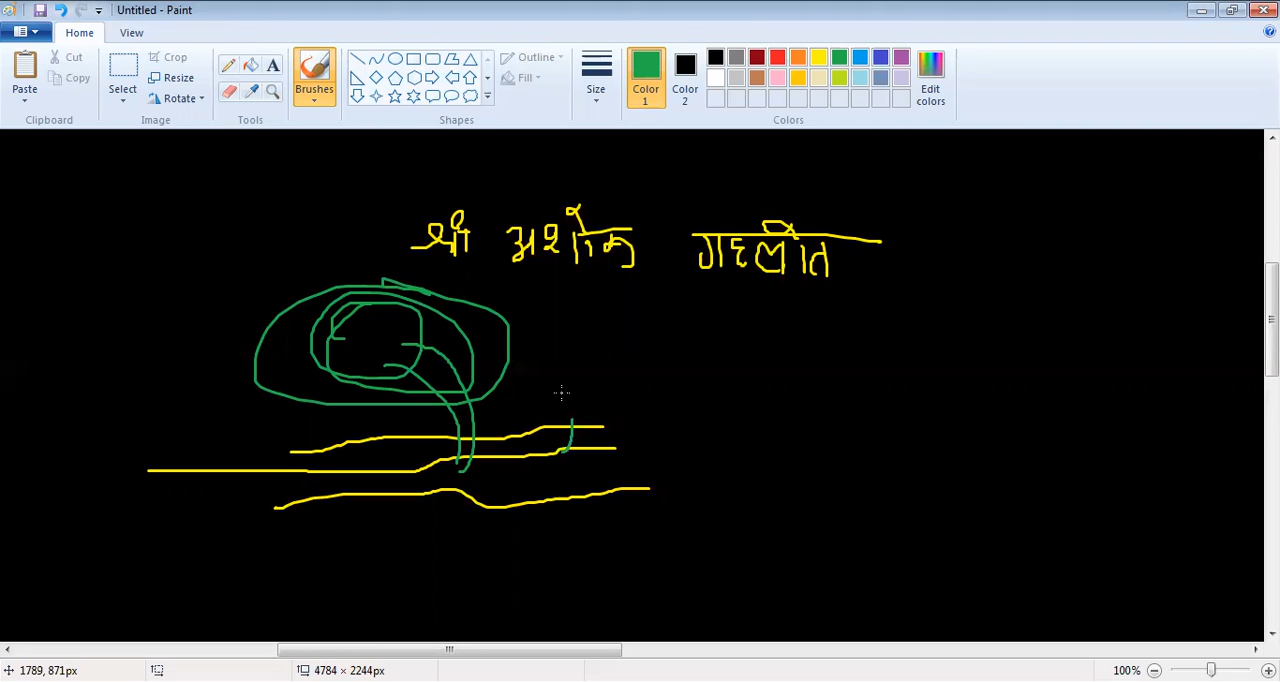 Untitled - Paint
Home View
Paste Cut Copy Clipboard
Select Crop Resize Rotate Image
Tools
Brushes
Outline Fill Shapes
Size
Color 1 Color 2 Edit colors Colors
श्री अशोक गहलोत
1789, 871px 4784 × 2244px 100%